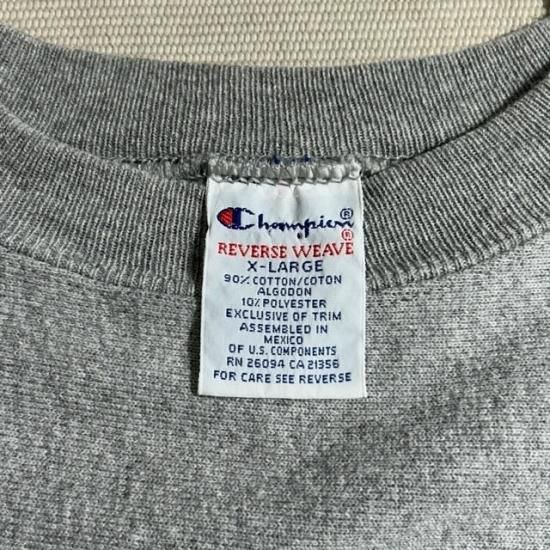 Champion®
REVERSE WEAVE®
X-LARGE
90% COTTON/COTON
ALGODON
10% POLYESTER
EXCLUSIVE OF TRIM
ASSEMBLED IN
MEXICO
OF U.S. COMPONENTS
RN 26094 CA 21356
FOR CARE SEE REVERSE